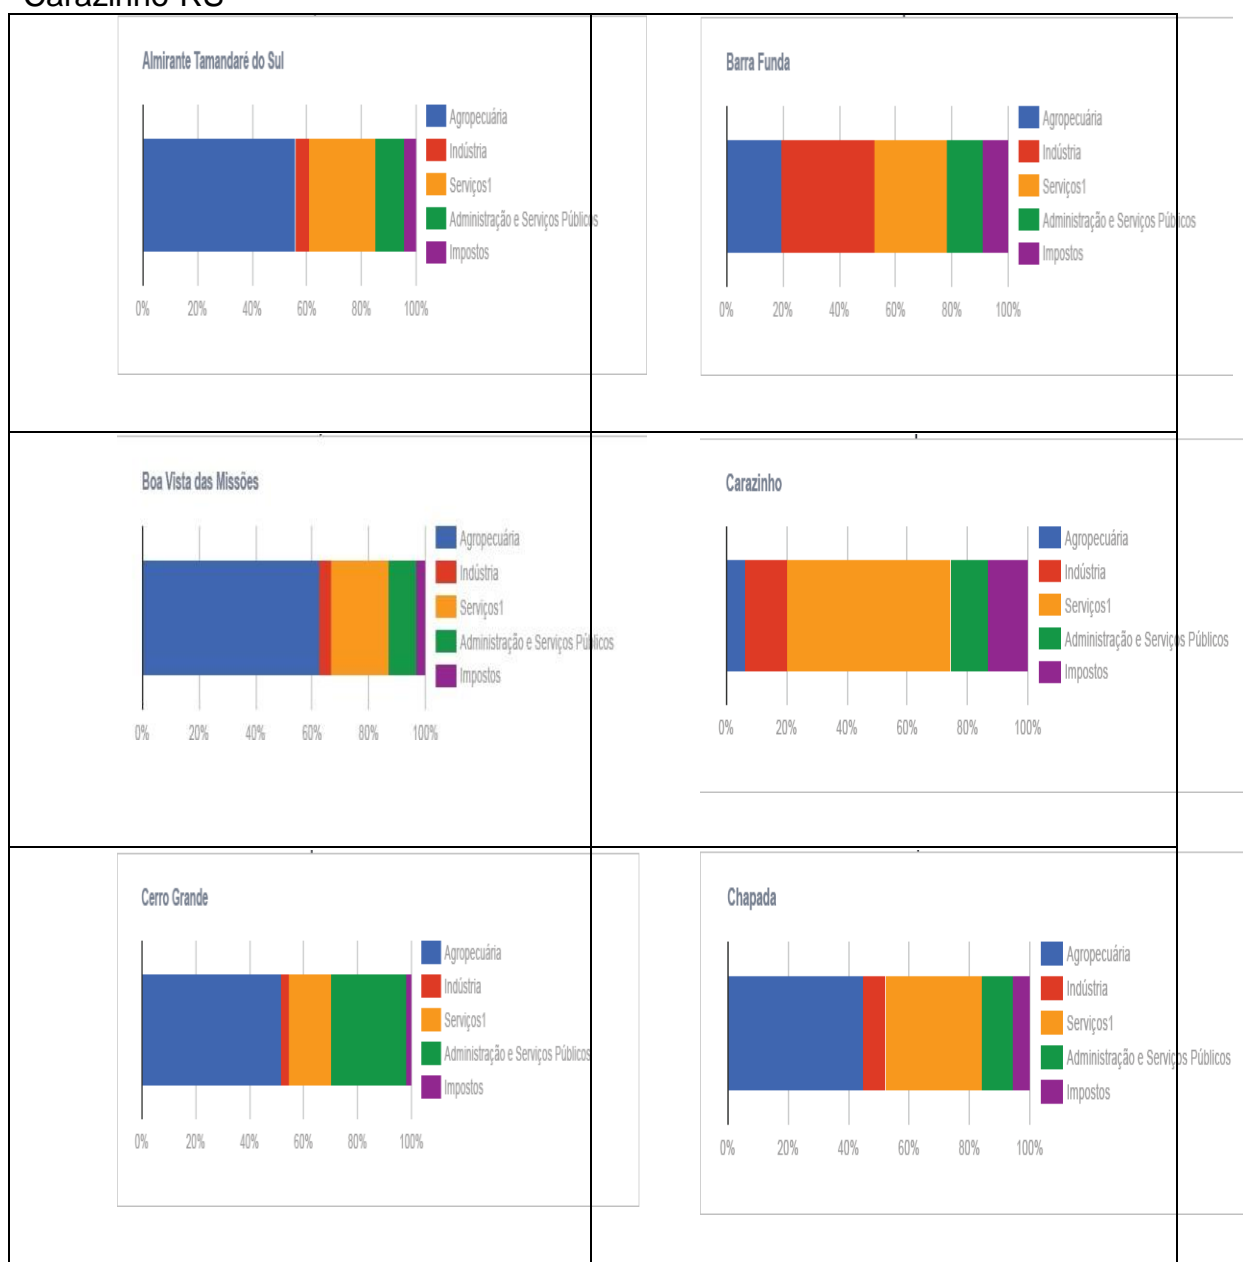 Carazinho-RS
Almirante Tamandaré do Sul
Agropecuária
Indústria
Serviços1
Administração e Serviços Públicos
Impostos
0% 20% 40% 60% 80% 100%
Barra Funda
Agropecuária
Indústria
Serviços1
Administração e Serviços Públicos
Impostos
0% 20% 40% 60% 80% 100%
Boa Vista das Missões
Agropecuária
Indústria
Serviços1
Administração e Serviços Públicos
Impostos
0% 20% 40% 60% 80% 100%
Carazinho
Agropecuária
Indústria
Serviços1
Administração e Serviços Públicos
Impostos
0% 20% 40% 60% 80% 100%
Cerro Grande
Agropecuária
Indústria
Serviços1
Administração e Serviços Públicos
Impostos
0% 20% 40% 60% 80% 100%
Chapada
Agropecuária
Indústria
Serviços1
Administração e Serviços Públicos
Impostos
0% 20% 40% 60% 80% 100%